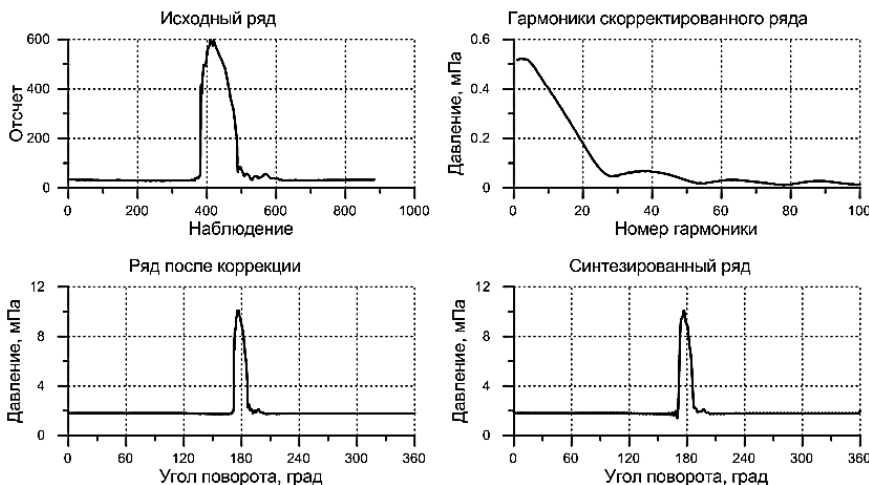 Исходный ряд
600
400
200
0
Отсчет
0 200 400 600 800 1000
Наблюдение
Гармоники скорректированного ряда
0.6
0.4
0.2
0
Давление, мПа
0 20 40 60 80 100
Номер гармоники
Ряд после коррекции
12
8
4
0
Давление, мПа
0 60 120 180 240 300 360
Угол поворота, град
Синтезированный ряд
12
8
4
0
Давление, мПа
0 60 120 180 240 300 360
Угол поворота, град